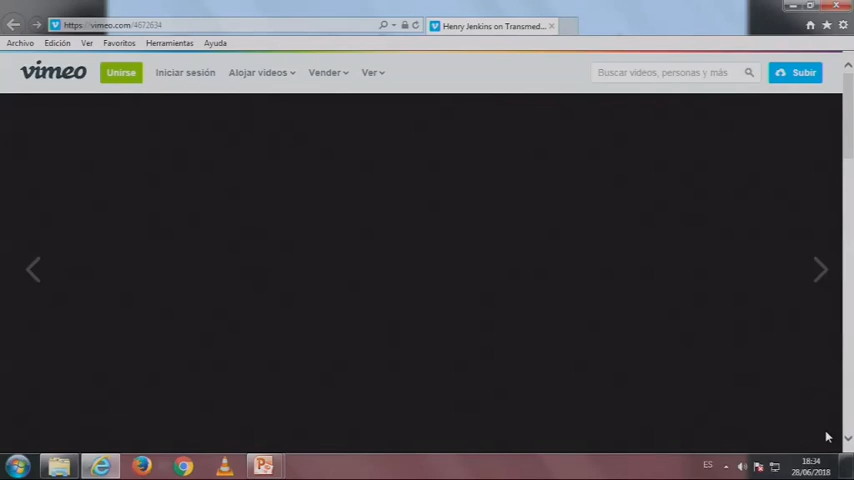 https://vimeo.com/4672634
Henry Jenkins on Transmed...
Archivo Edición Ver Favoritos Herramientas Ayuda
vimeo Unirse Iniciar sesión Alojar videos Vender Ver Buscar videos, personas y más Subir
ES 18:34
28/06/2018